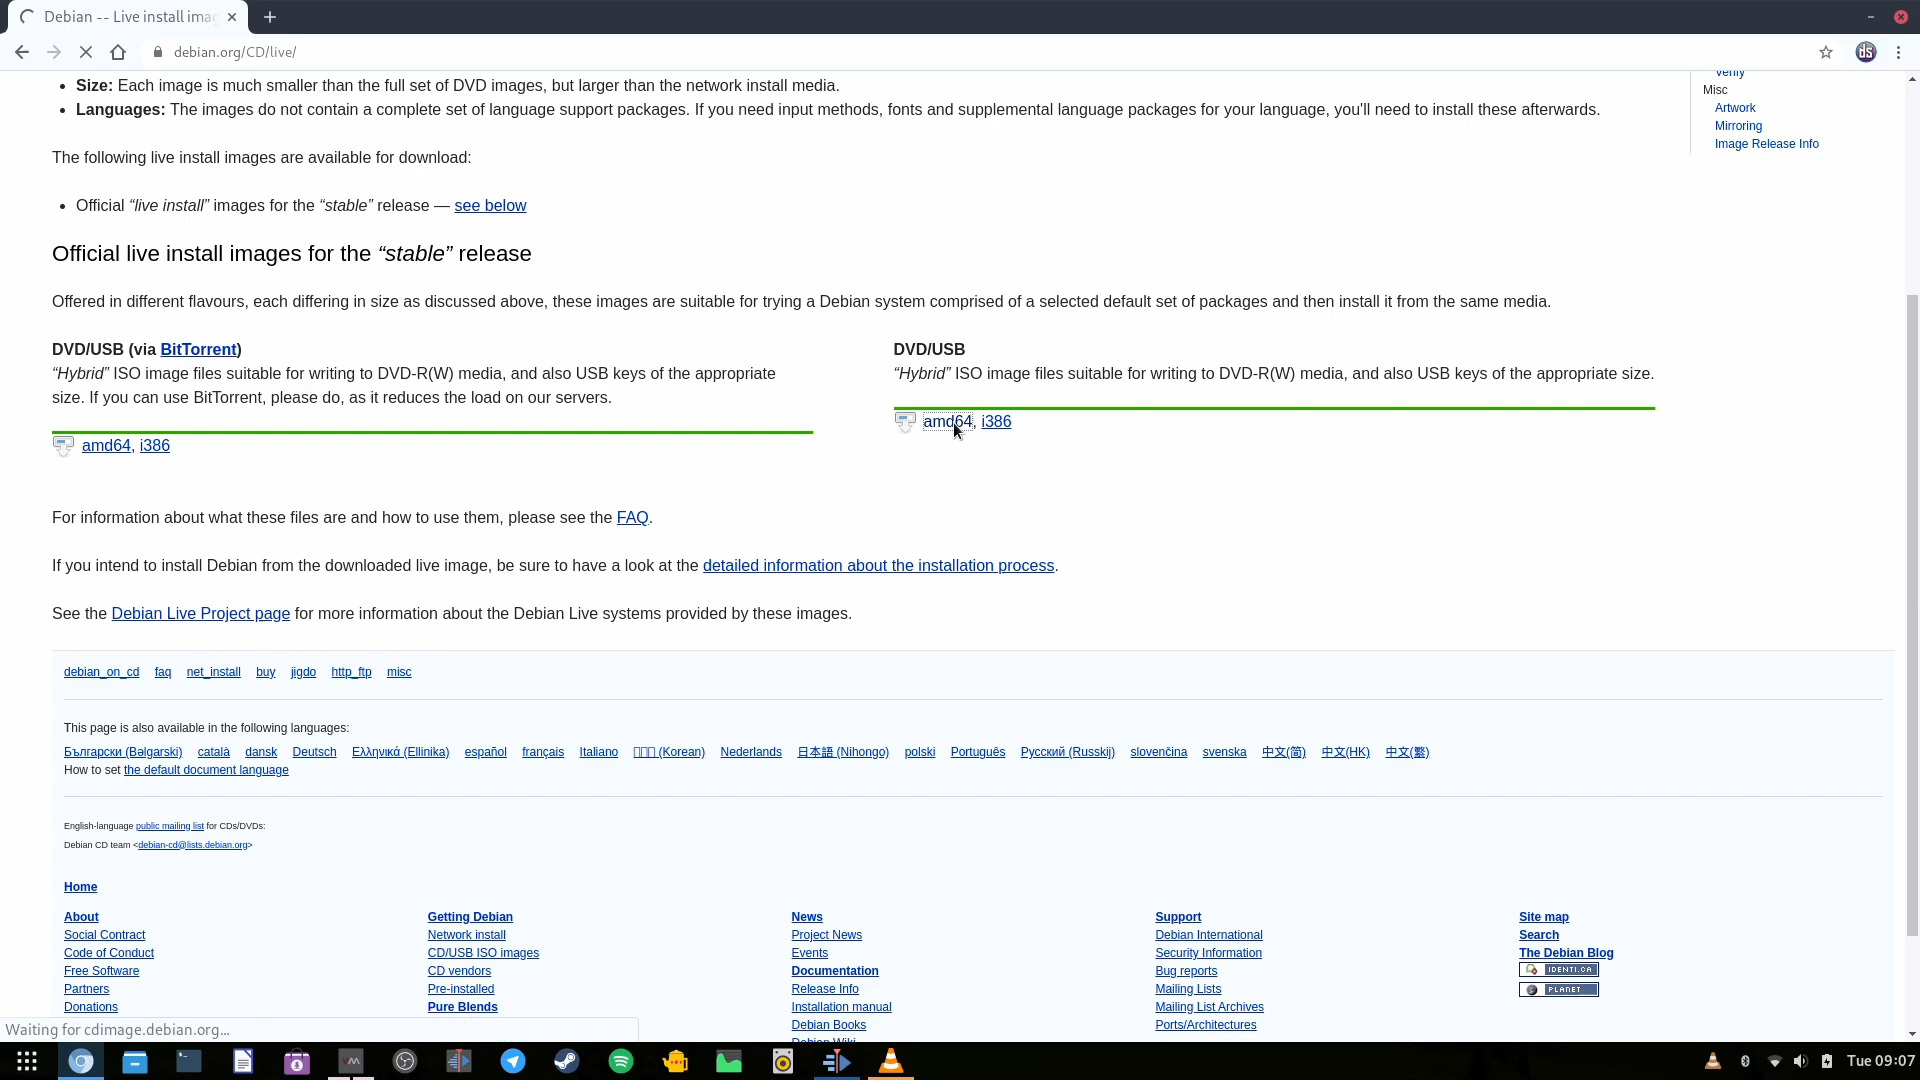 Debian -- Live install imag
debian.org/CD/live/
ds
• Size: Each image is much smaller than the full set of DVD images, but larger than the network install media.
• Languages: The images do not contain a complete set of language support packages. If you need input methods, fonts and supplemental language packages for your language, you'll need to install these afterwards.
Verify
Misc
Artwork
Mirroring
Image Release Info
The following live install images are available for download:
• Official “live install” images for the “stable” release — see below
Official live install images for the “stable” release
Offered in different flavours, each differing in size as discussed above, these images are suitable for trying a Debian system comprised of a selected default set of packages and then install it from the same media.
DVD/USB (via BitTorrent)
“Hybrid” ISO image files suitable for writing to DVD-R(W) media, and also USB keys of the appropriate
size. If you can use BitTorrent, please do, as it reduces the load on our servers.
amd64, i386
DVD/USB
“Hybrid” ISO image files suitable for writing to DVD-R(W) media, and also USB keys of the appropriate size.
amd64, i386
For information about what these files are and how to use them, please see the FAQ.
If you intend to install Debian from the downloaded live image, be sure to have a look at the detailed information about the installation process.
See the Debian Live Project page for more information about the Debian Live systems provided by these images.
debian_on_cd faq net_install buy jigdo http_ftp misc
This page is also available in the following languages:
Български (Bəlgarski) català dansk Deutsch Ελληνικά (Ellinika) español français Italiano (Korean) Nederlands 日本語 (Nihongo) polski Português Русский (Russkij) slovenčina svenska 中文(简) 中文(HK) 中文(繁)
How to set the default document language
English-language public mailing list for CDs/DVDs:
Debian CD team <debian-cd@lists.debian.org>
Home
About
Social Contract
Code of Conduct
Free Software
Partners
Donations
Getting Debian
Network install
CD/USB ISO images
CD vendors
Pre-installed
Pure Blends
News
Project News
Events
Documentation
Release Info
Installation manual
Debian Books
Debian Wiki
Support
Debian International
Security Information
Bug reports
Mailing Lists
Mailing List Archives
Ports/Architectures
Site map
Search
The Debian Blog
IDENTI.CA
PLANET
Waiting for cdimage.debian.org...
Tue 09:07